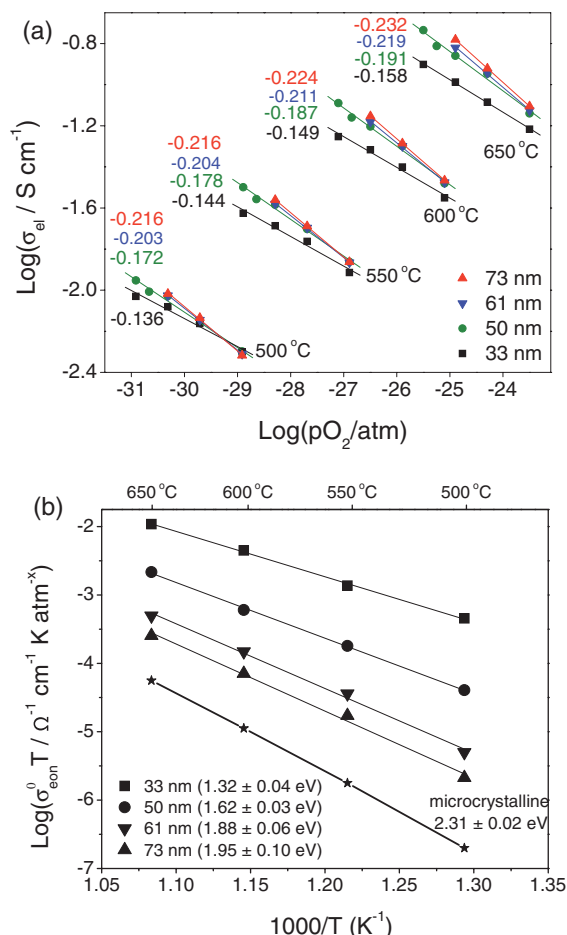 (a)
-0.232
-0.219
-0.191
-0.158
-0.224
-0.211
-0.187
-0.149
650 °C
-0.216
-0.204
-0.178
-0.144
600 °C
-0.216
-0.203
-0.172
-0.136
550 °C
500 °C
73 nm
61 nm
50 nm
33 nm
-0.8
-1.2
-1.6
-2.0
-2.4
Log(σel / S cm-1)
-31 -30 -29 -28 -27 -26 -25 -24
Log(pO2/atm)
(b)
650 °C 600 °C 550 °C 500 °C
-2
-3
-4
-5
-6
-7
Log(σ0eonT / Ω-1 cm-1 K atm-x)
33 nm (1.32 ± 0.04 eV)
50 nm (1.62 ± 0.03 eV)
61 nm (1.88 ± 0.06 eV)
73 nm (1.95 ± 0.10 eV)
microcrystalline
2.31 ± 0.02 eV
1.05 1.10 1.15 1.20 1.25 1.30 1.35
1000/T (K-1)